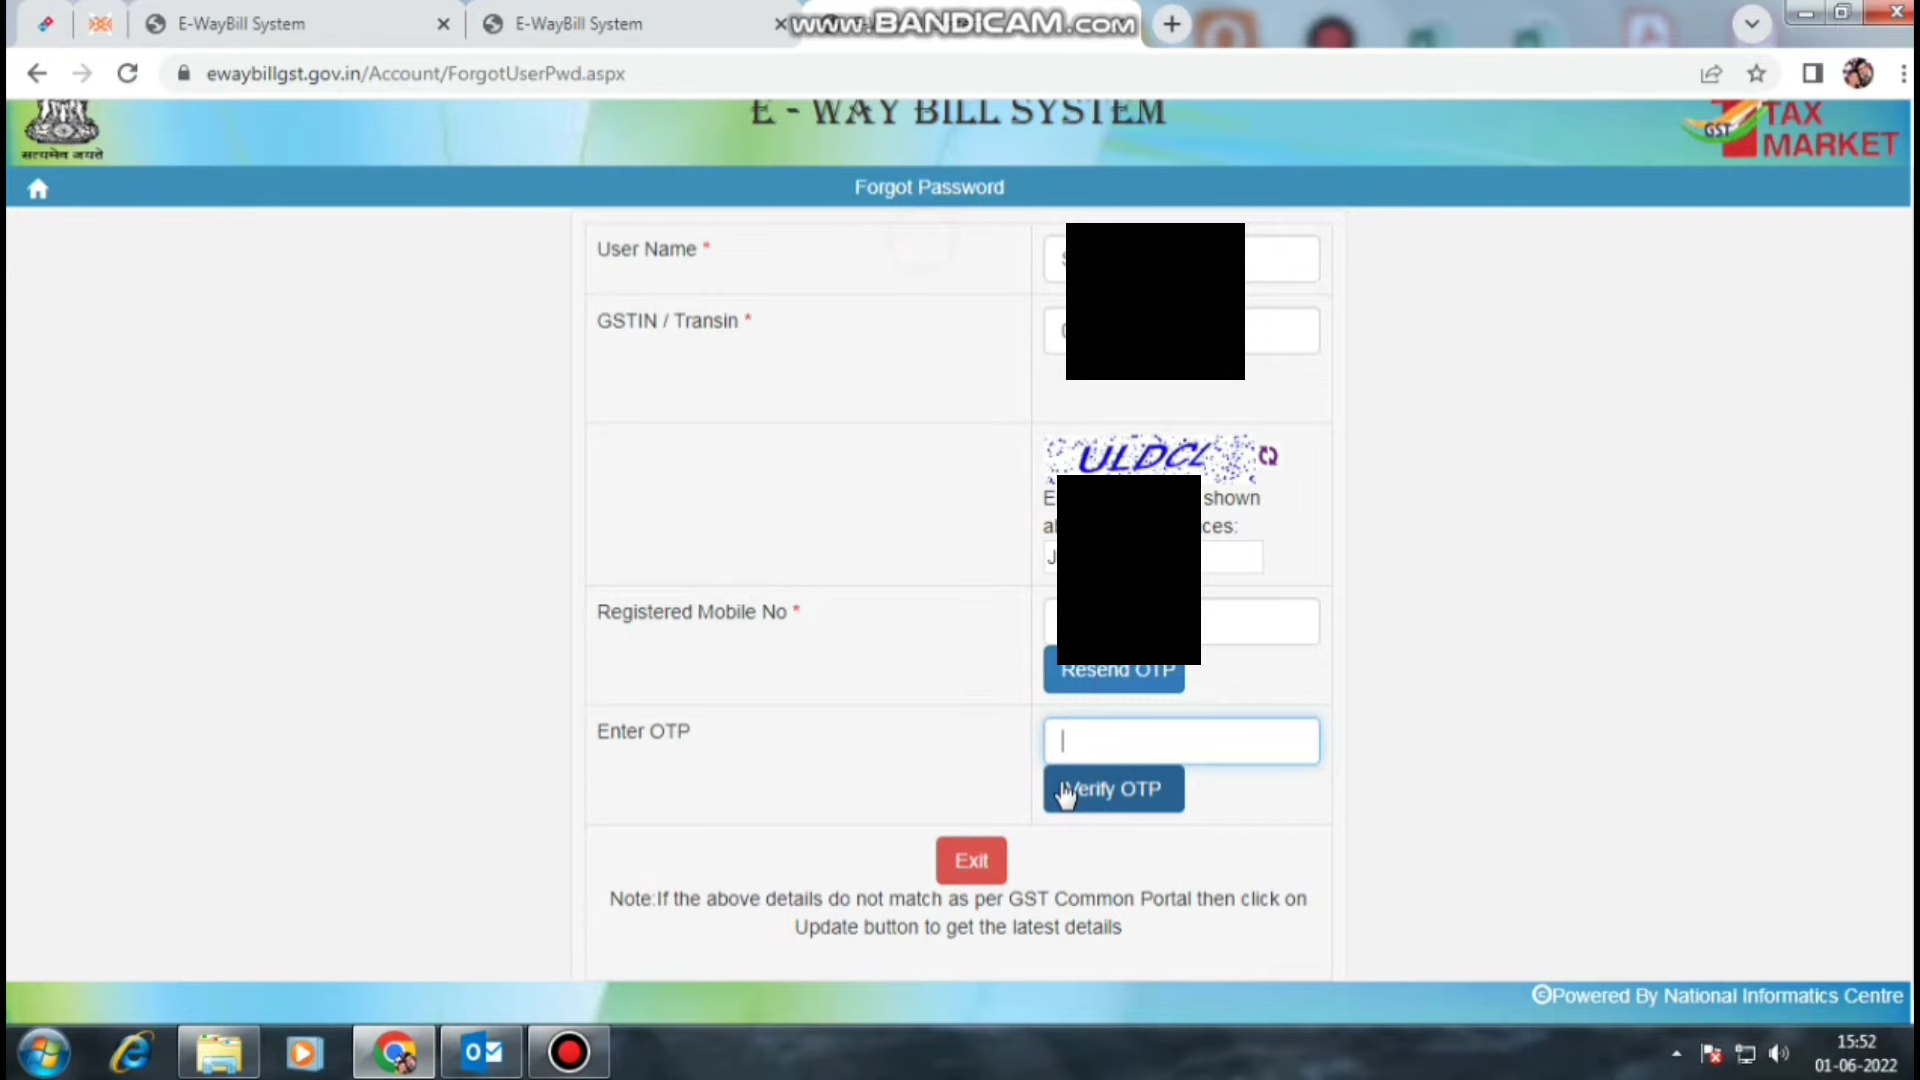 E-WayBill System
E-WayBill System
www.BANDICAM.com
ewaybillgst.gov.in/Account/ForgotUserPwd.aspx
E - WAY BILL SYSTEM
सत्यमेव जयते
GST
TAX
MARKET
Forgot Password
User Name *
GSTIN / Transin *
ULDCL
shown
Registered Mobile No *
Resend OTP
Enter OTP
Verify OTP
Exit
Note:If the above details do not match as per GST Common Portal then click on
Update button to get the latest details
©Powered By National Informatics Centre
15:52
01-06-2022